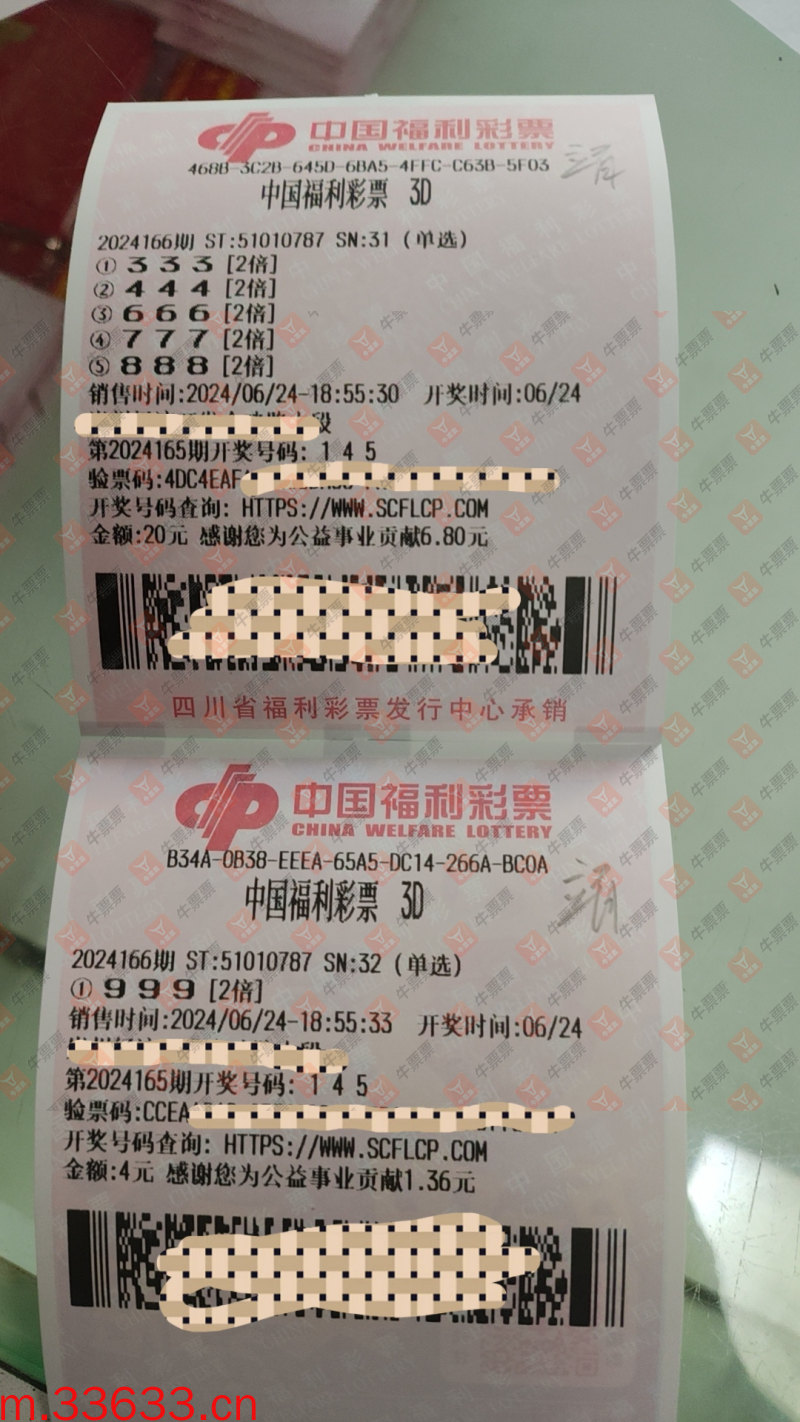 中国福利彩票
CHINA WELFARE LOTTERY
468B-3C2B-645D-6BA5-4FFC-C63B-5F03
中国福利彩票 3D
2024166期 ST:51010787 SN:31 (单选)
① 3 3 3 [2倍]
② 4 4 4 [2倍]
③ 6 6 6 [2倍]
④ 7 7 7 [2倍]
⑤ 8 8 8 [2倍]
销售时间:2024/06/24-18:55:30 开奖时间:06/24
段
第2024165期开奖号码: 1 4 5
验票码:4DC4EAF
开奖号码查询: HTTPS://WWW.SCFLCP.COM
金额:20元 感谢您为公益事业贡献6.80元
四川省福利彩票发行中心承销
中国福利彩票
CHINA WELFARE LOTTERY
B34A-0B38-EEEA-65A5-DC14-266A-BC0A
中国福利彩票 3D
2024166期 ST:51010787 SN:32 (单选)
① 9 9 9 [2倍]
销售时间:2024/06/24-18:55:33 开奖时间:06/24
第2024165期开奖号码: 1 4 5
验票码:CCEA
开奖号码查询: HTTPS://WWW.SCFLCP.COM
金额:4元 感谢您为公益事业贡献1.36元
牛票票
m.33633.cn